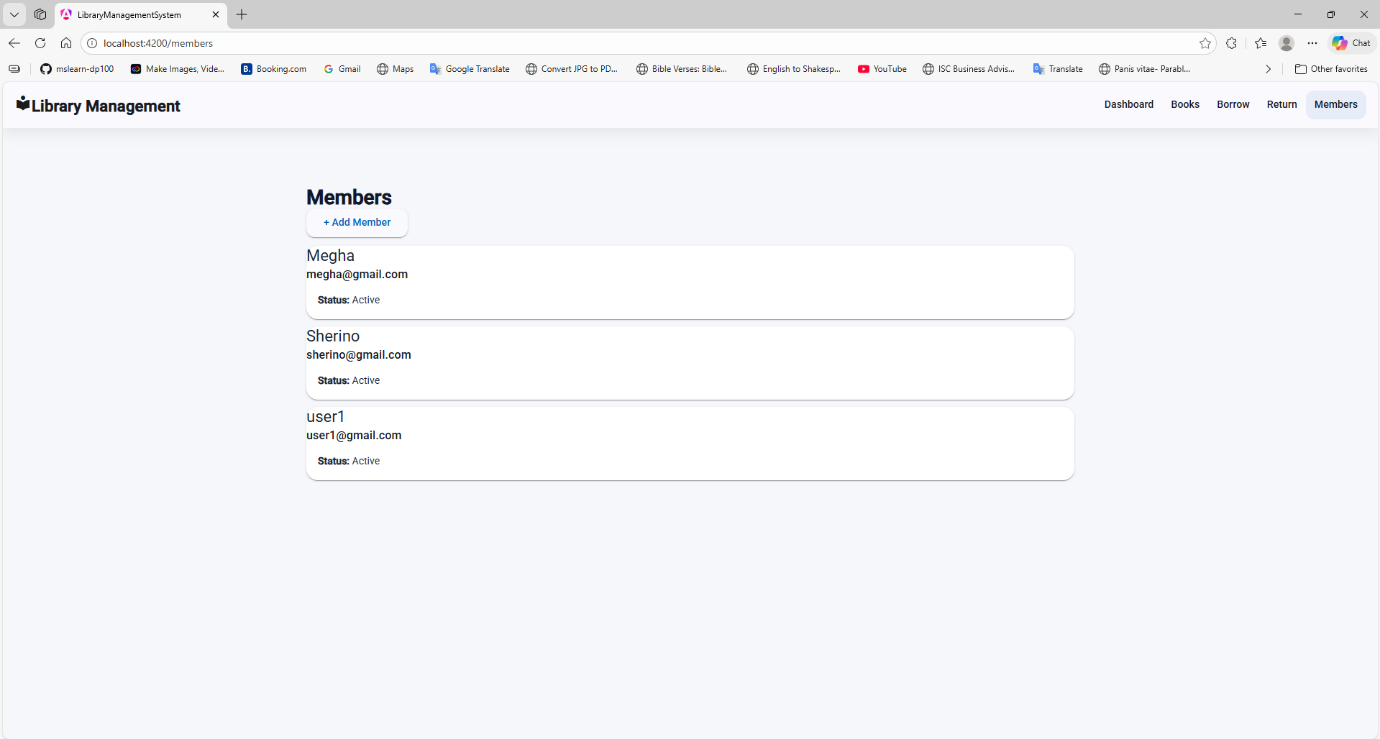 LibraryManagementSystem
localhost:4200/members
Chat
mslearn-dp100 Make Images, Vide... Booking.com Gmail Maps Google Translate Convert JPG to PD... Bible Verses: Bible... English to Shakesp... YouTube ISC Business Advis... Translate Panis vitae- Parabl... Other favorites
Library Management
Dashboard Books Borrow Return Members
Members
+ Add Member
Megha
megha@gmail.com
Status: Active
Sherino
sherino@gmail.com
Status: Active
user1
user1@gmail.com
Status: Active